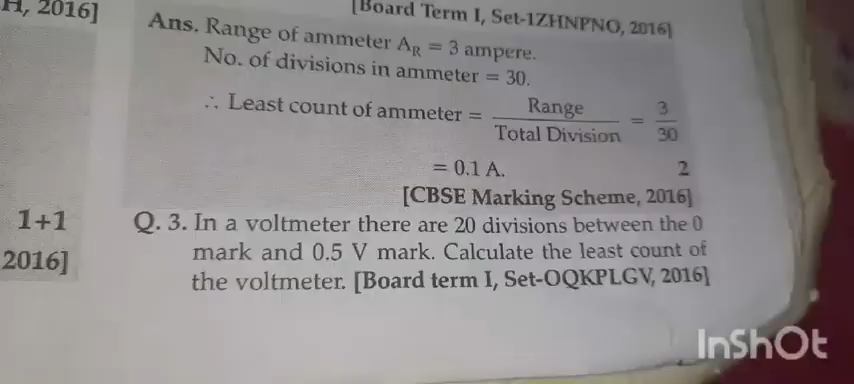 H, 2016]
[Board Term I, Set-1ZHNPNO, 2016]
Ans. Range of ammeter A_R = 3 ampere.
No. of divisions in ammeter = 30.
∴ Least count of ammeter = Range / Total Division = 3 / 30
= 0.1 A. 2
[CBSE Marking Scheme, 2016]
1+1
2016]
Q. 3. In a voltmeter there are 20 divisions between the 0
mark and 0.5 V mark. Calculate the least count of
the voltmeter. [Board term I, Set-OQKPLGV, 2016]
InShOt